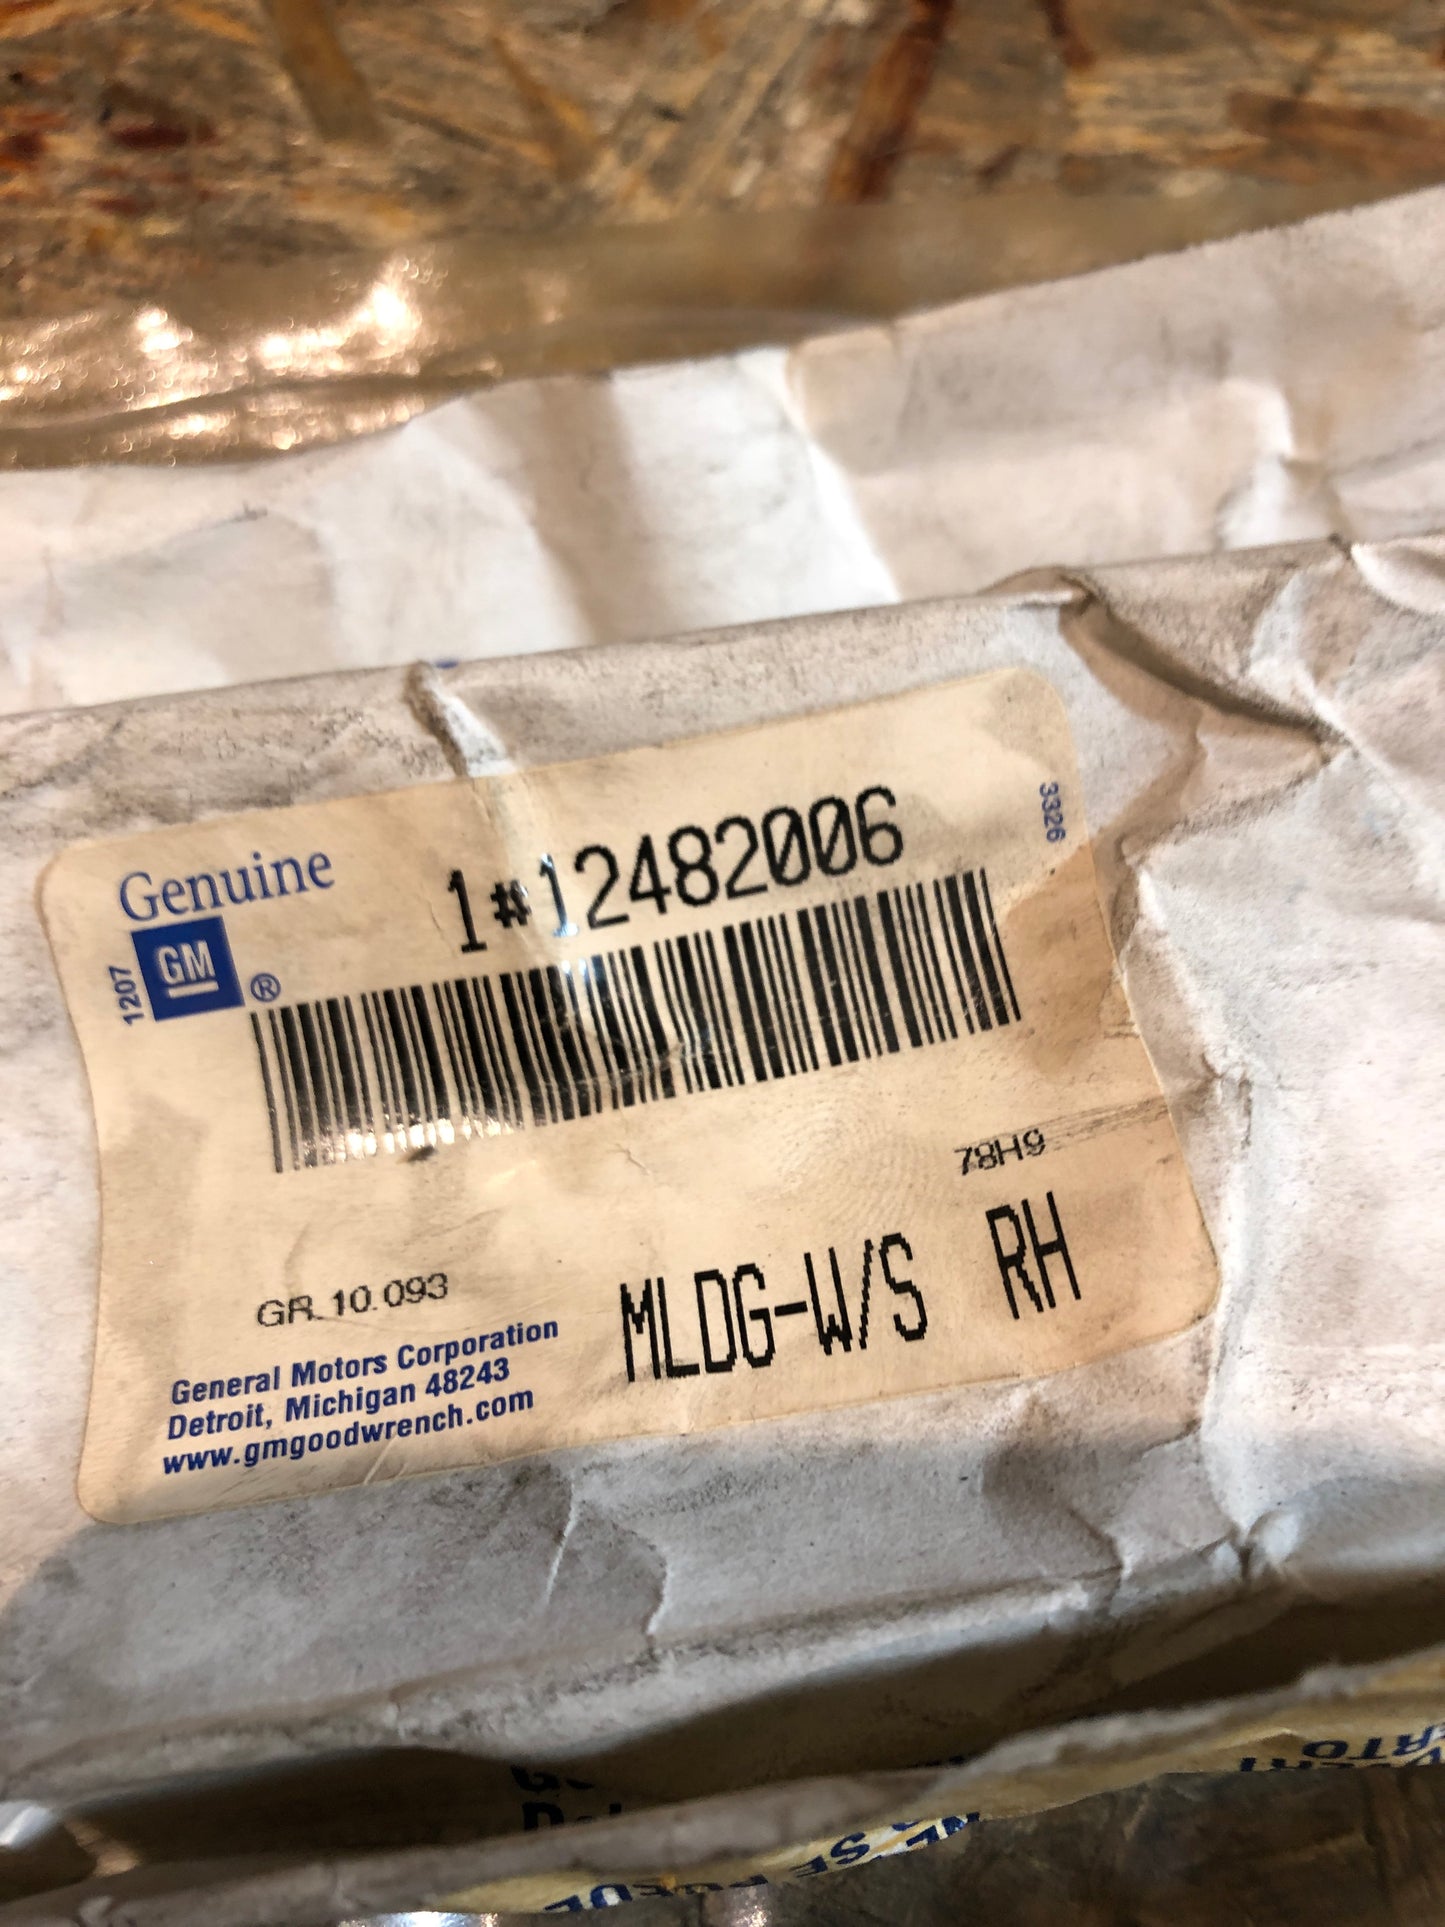 3326
Genuine
1#12482006
GM
®
1207
78H9
GR.10.093
MLDG-W/S RH
General Motors Corporation
Detroit, Michigan 48243
www.gmgoodwrench.com
SE